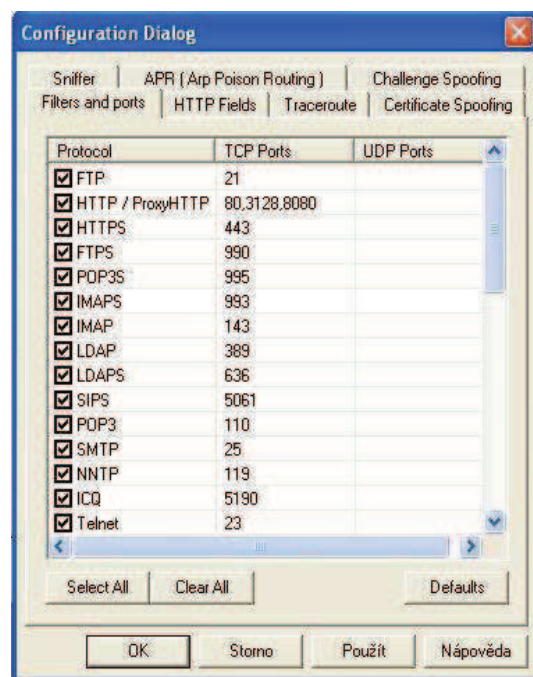 Configuration Dialog
Sniffer APR ( Arp Poison Routing ) Challenge Spoofing
Filters and ports HTTP Fields Traceroute Certificate Spoofing
Protocol TCP Ports UDP Ports
FTP 21
HTTP / ProxyHTTP 80,3128,8080
HTTPS 443
FTPS 990
POP3S 995
IMAPS 993
IMAP 143
LDAP 389
LDAPS 636
SIPS 5061
POP3 110
SMTP 25
NNTP 119
ICQ 5190
Telnet 23
Select All Clear All Defaults
OK Storno Použít Nápověda